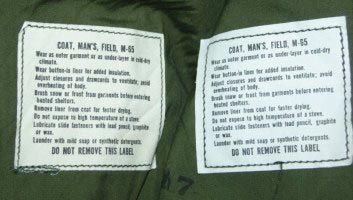 COAT, MAN'S, FIELD, M-65
Wear as outer garment or as under-layer in cold-dry
climate.
Wear button-in liner for added insulation.
Adjust closures and drawcords to ventilate; avoid
overheating of body.
Brush snow or frost from garments before entering
heated shelters.
Remove liner from coat for faster drying.
Do not expose to high temperature of a stove.
Lubricate slide fasteners with lead pencil, graphite
or wax.
Launder with mild soap or synthetic detergents.
DO NOT REMOVE THIS LABEL
COAT, MAN'S, FIELD, M-65
Wear as outer garment or as under-layer in cold-dry
climate.
Wear button-in liner for added insulation.
Adjust closures and drawcords to ventilate; avoid
overheating of body.
Brush snow or frost from garments before entering
heated shelters.
Remove liner from coat for faster drying.
Do not expose to high temperature of a stove.
Lubricate slide fasteners with lead pencil, graphite
or wax.
Launder with mild soap or synthetic detergents.
DO NOT REMOVE THIS LABEL